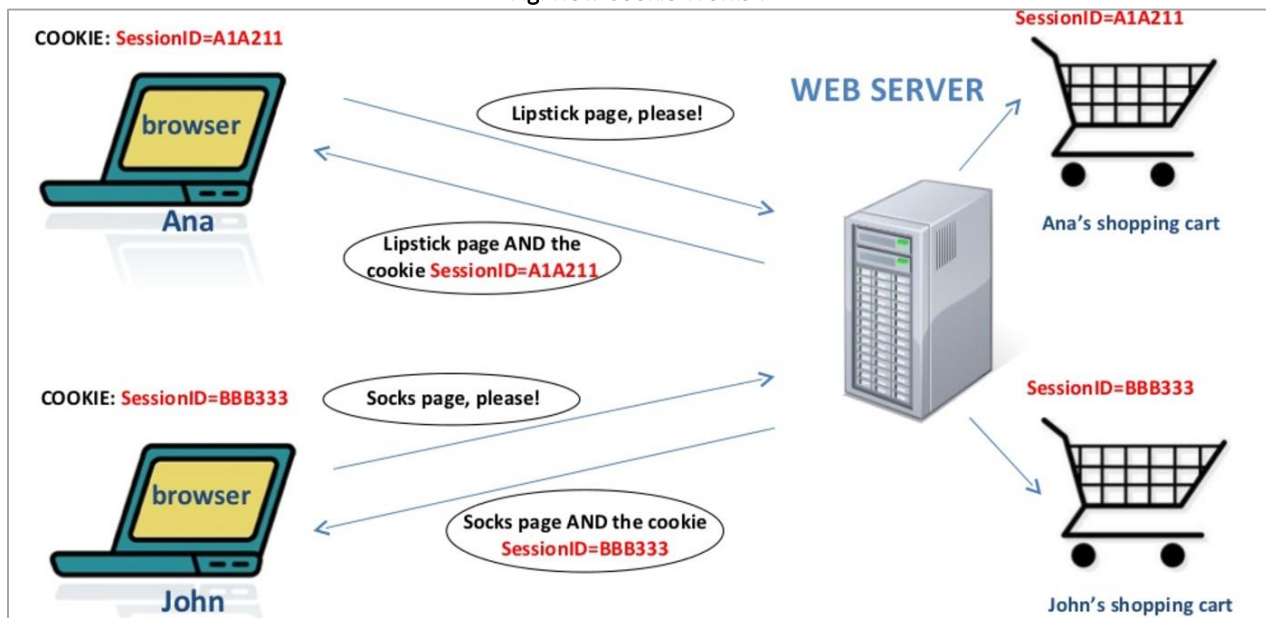 COOKIE: SessionID=A1A211
browser
Ana
Lipstick page, please!
Lipstick page AND the
cookie SessionID=A1A211
WEB SERVER
SessionID=A1A211
Ana's shopping cart
COOKIE: SessionID=BBB333
browser
John
Socks page, please!
Socks page AND the cookie
SessionID=BBB333
SessionID=BBB333
John's shopping cart